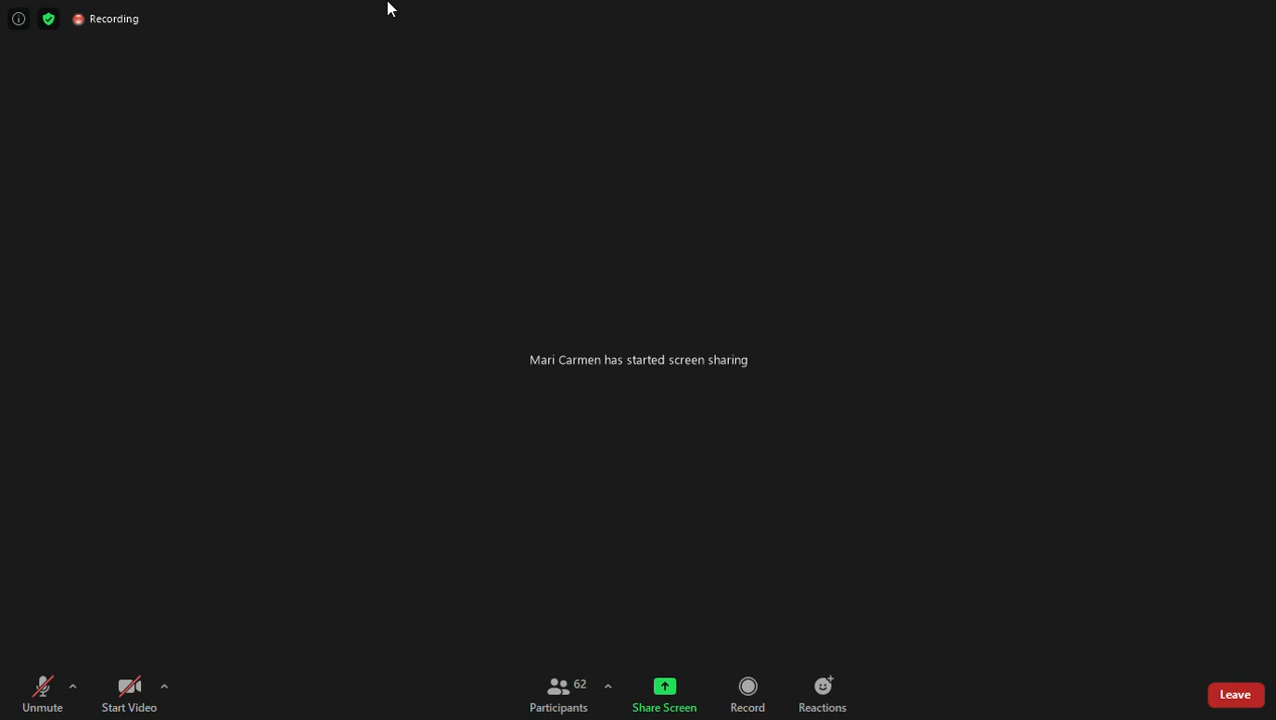 Recording
Mari Carmen has started screen sharing
62
Unmute
Start Video
Participants
Share Screen
Record
Reactions
Leave